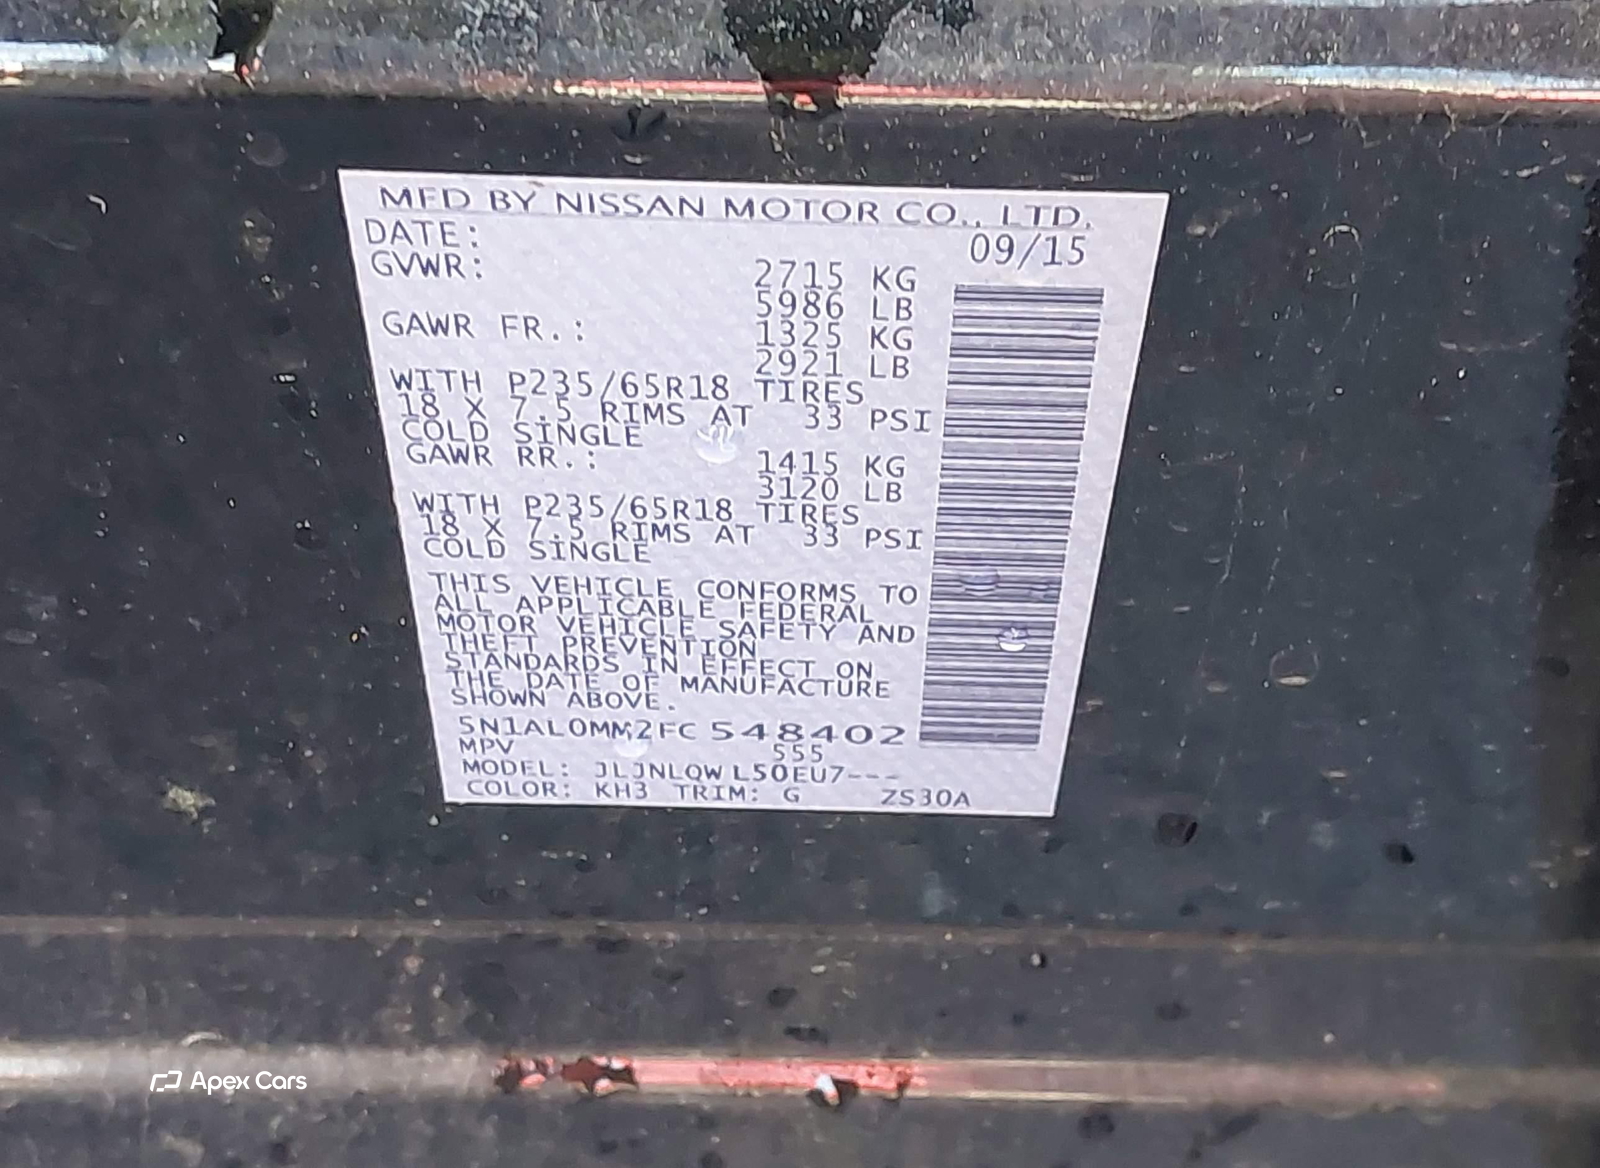 MFD BY NISSAN MOTOR CO., LTD.
DATE: 09/15
GVWR: 2715 KG
5986 LB
GAWR FR.: 1325 KG
2921 LB
WITH P235/65R18 TIRES
18 X 7.5 RIMS AT 33 PSI
COLD SINGLE
GAWR RR.: 1415 KG
3120 LB
WITH P235/65R18 TIRES
18 X 7.5 RIMS AT 33 PSI
COLD SINGLE
THIS VEHICLE CONFORMS TO
ALL APPLICABLE FEDERAL
MOTOR VEHICLE SAFETY AND
THEFT PREVENTION
STANDARDS IN EFFECT ON
THE DATE OF MANUFACTURE
SHOWN ABOVE.
5N1AL0MM2FC548402
MPV 555
MODEL: JLJNLQWL50EU7---
COLOR: KH3 TRIM: G ZS30A
Apex Cars